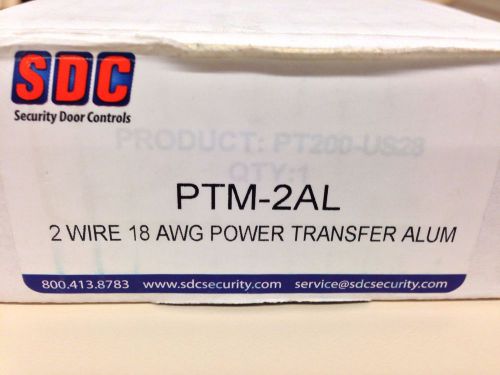 SDC
Security Door Controls
PRODUCT: PT200-US28
QTY:1
PTM-2AL
2 WIRE 18 AWG POWER TRANSFER ALUM
800.413.8783 www.sdcsecurity.com service@sdcsecurity.com